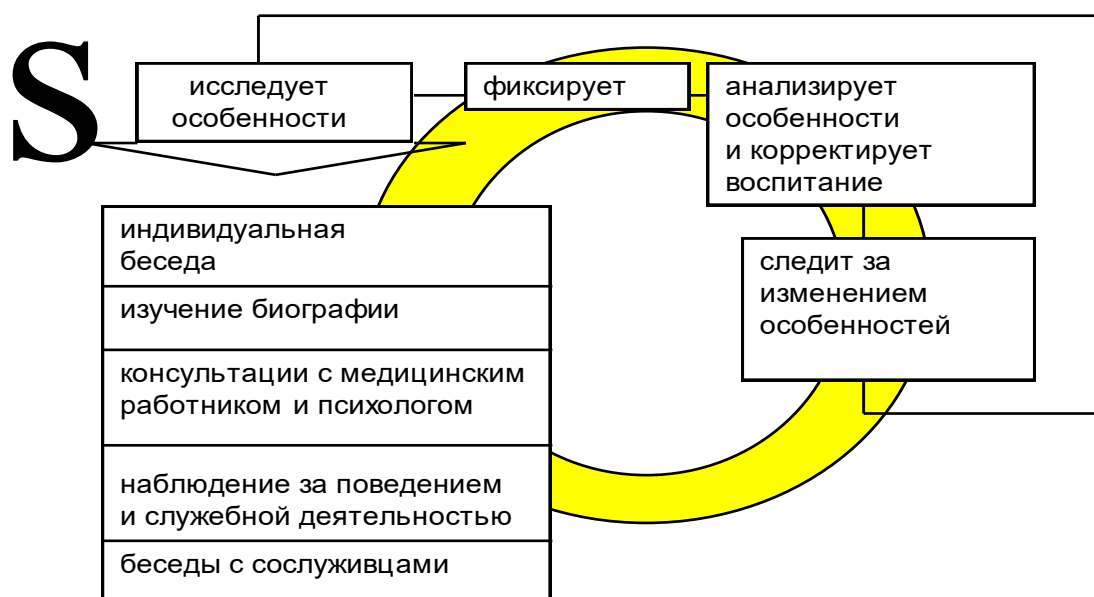 S
исследует
особенности
фиксирует
анализирует
особенности
и корректирует
воспитание
индивидуальная
беседа
изучение биографии
консультации с медицинским
работником и психологом
наблюдение за поведением
и служебной деятельностью
беседы с сослуживцами
следит за
изменением
особенностей